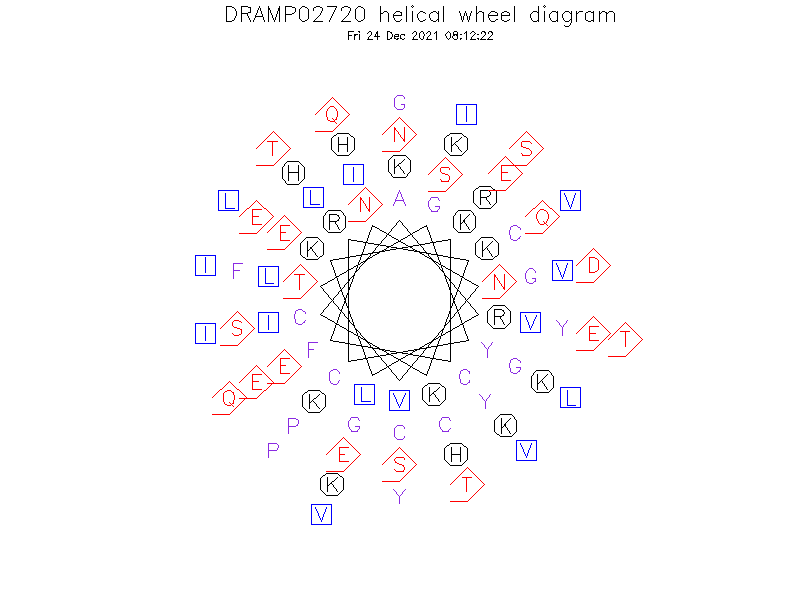 DRAMP02720 helical wheel diagram
Fri 24 Dec 2021 08:12:22
G
Q I
N
H K
T S
K
H I S E
L A R
L N G V
E R K Q
E C
K K
I F L T N G V D
I S I C R V Y E T
F Y
E G
E C C K
Q K L V K Y L
P G C C K
P E H V
S
K T
Y
V